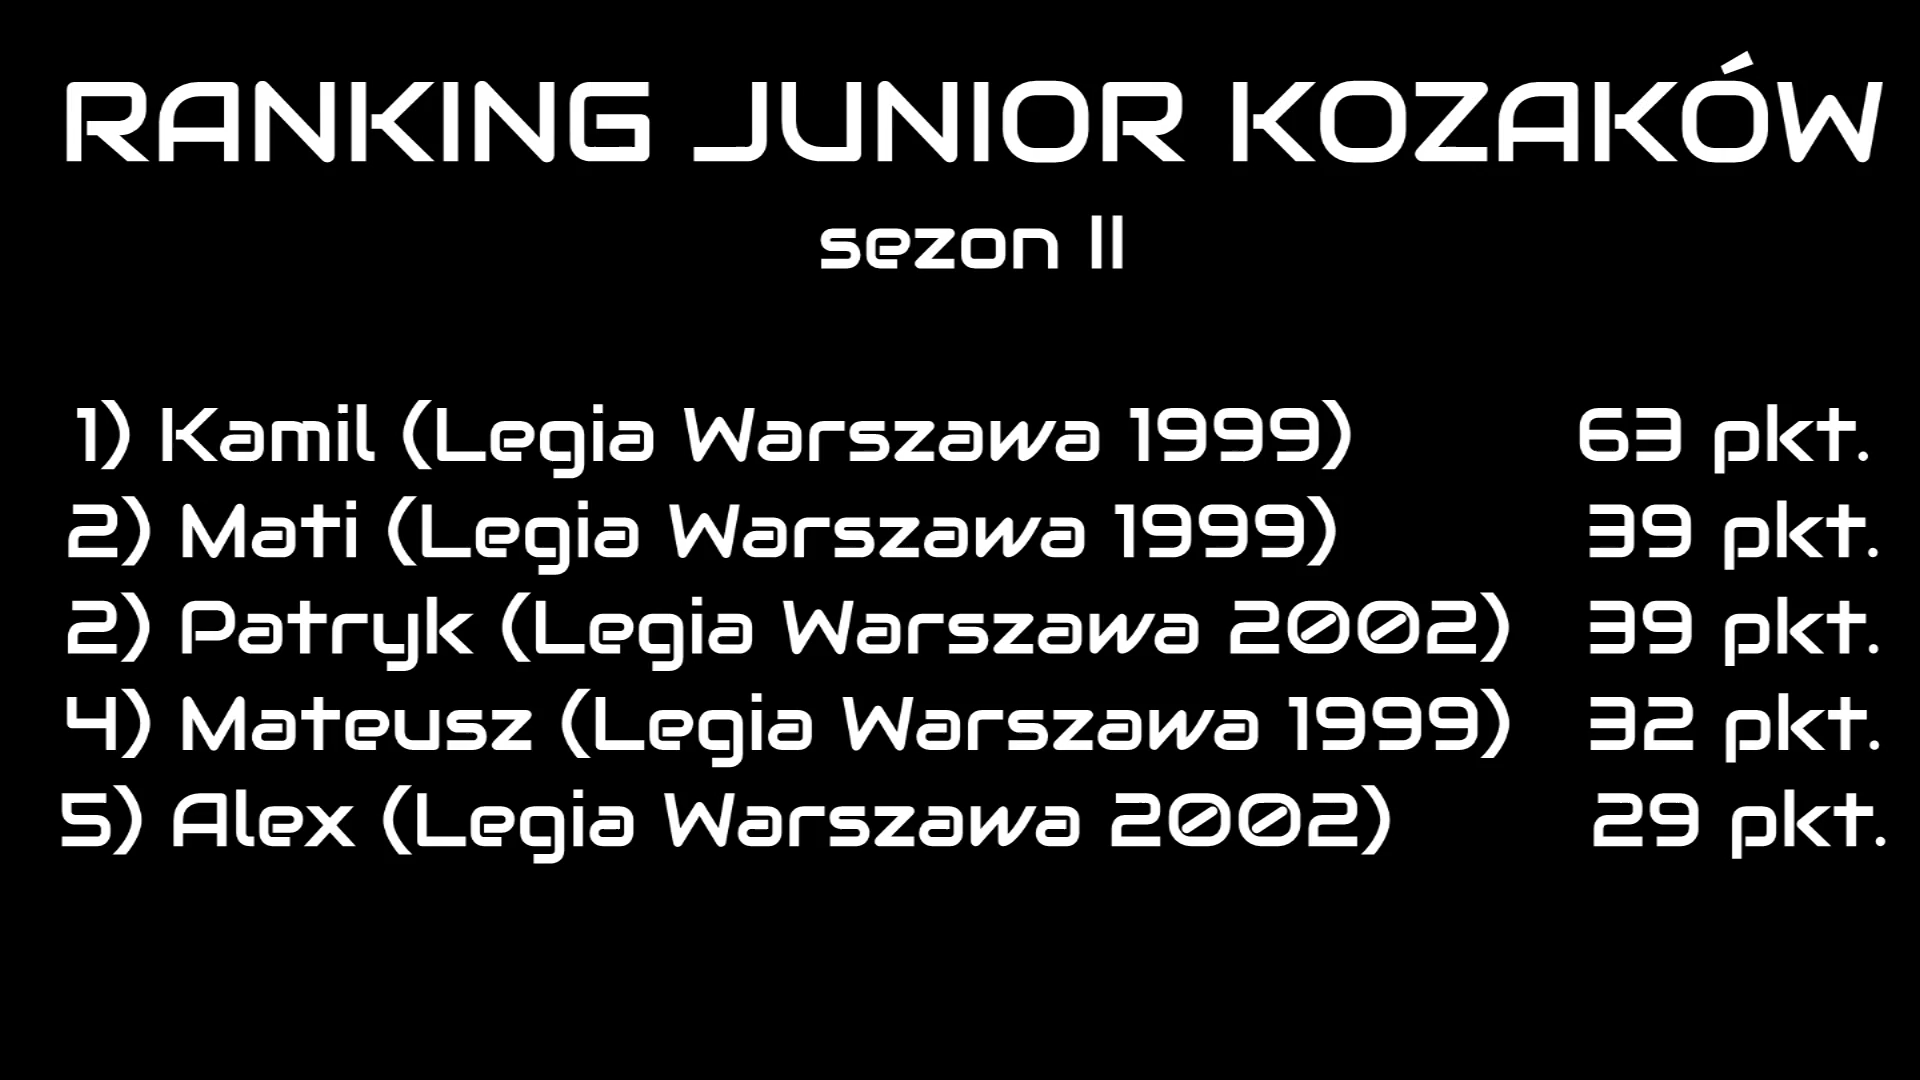 RANKING JUNIOR KOZAKÓW
sezon II
1) Kamil (Legia Warszawa 1999) 63 pkt.
2) Mati (Legia Warszawa 1999) 39 pkt.
2) Patryk (Legia Warszawa 2002) 39 pkt.
4) Mateusz (Legia Warszawa 1999) 32 pkt.
5) Alex (Legia Warszawa 2002) 29 pkt.